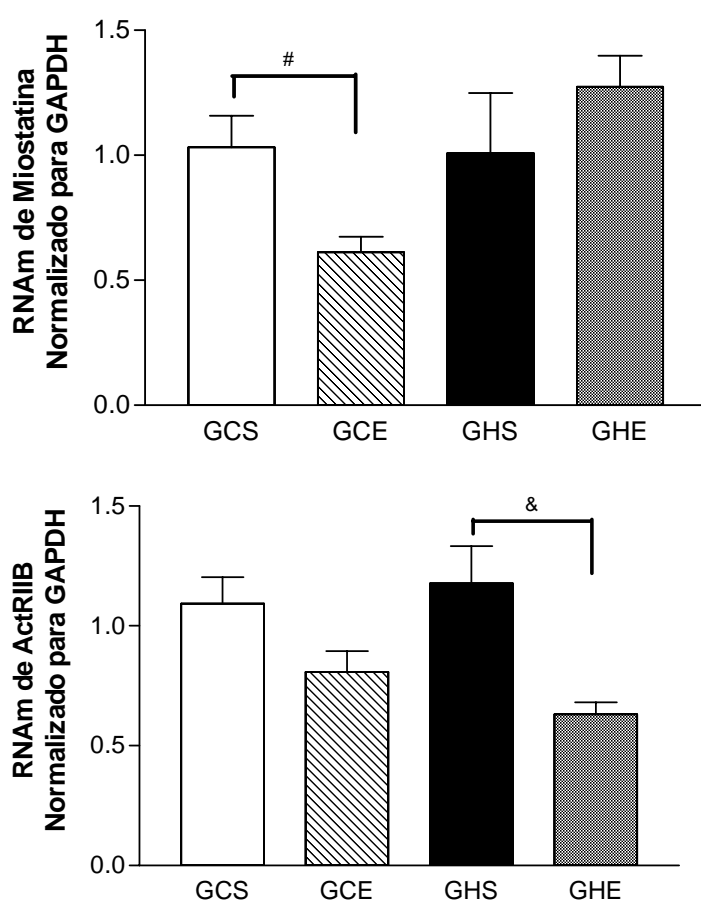 RNAm de Miostatina
Normalizado para GAPDH
1.5
1.0
0.5
0.0
#
GCS GCE GHS GHE
RNAm de ActRIIB
Normalizado para GAPDH
1.5
1.0
0.5
0.0
&
GCS GCE GHS GHE